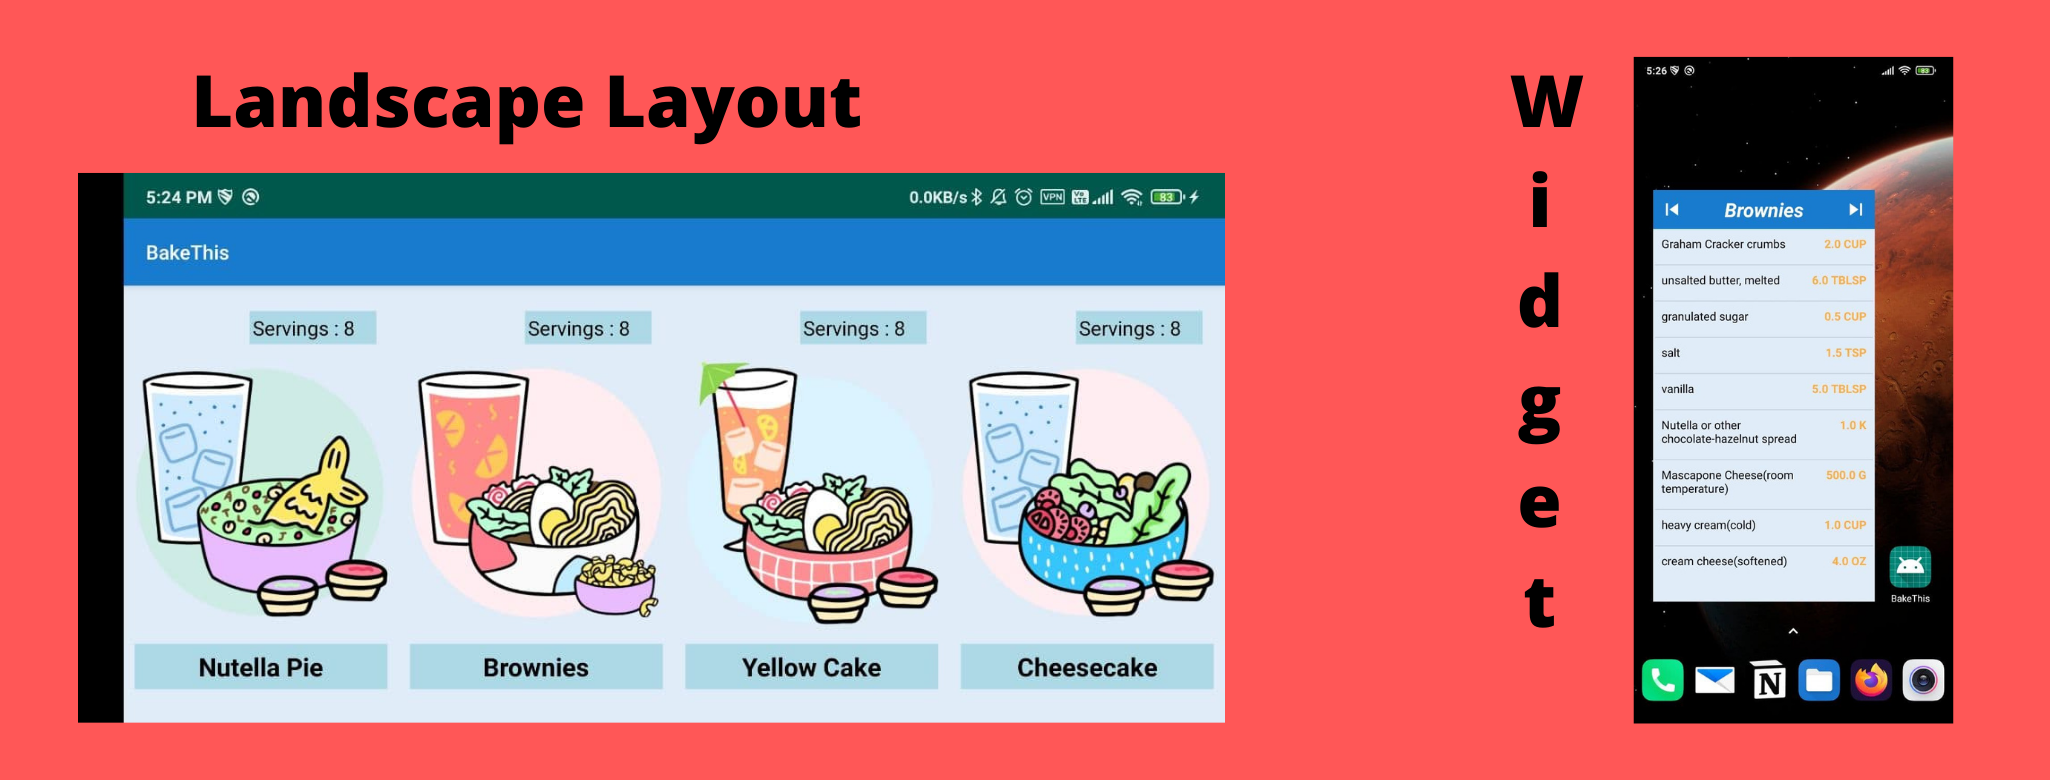 Landscape Layout
5:24 PM
0.0KB/s
VPN
Vo
LTE
83
BakeThis
Servings : 8
Servings : 8
Servings : 8
Servings : 8
Nutella Pie
Brownies
Yellow Cake
Cheesecake
W
i
d
g
e
t
5:26
83
Brownies
Graham Cracker crumbs 2.0 CUP
unsalted butter, melted 6.0 TBLSP
granulated sugar 0.5 CUP
salt 1.5 TSP
vanilla 5.0 TBLSP
Nutella or other 1.0 K
chocolate-hazelnut spread
Mascapone Cheese(room 500.0 G
temperature)
heavy cream(cold) 1.0 CUP
cream cheese(softened) 4.0 OZ
BakeThis
N